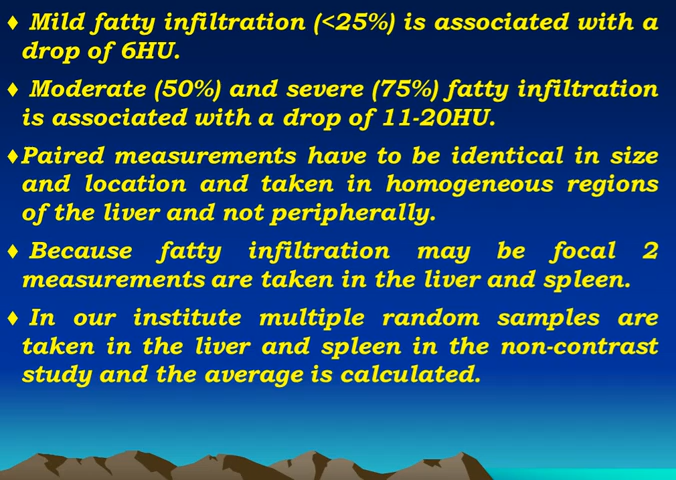 ♦ Mild fatty infiltration (<25%) is associated with a
drop of 6HU.
♦ Moderate (50%) and severe (75%) fatty infiltration
is associated with a drop of 11-20HU.
♦Paired measurements have to be identical in size
and location and taken in homogeneous regions
of the liver and not peripherally.
♦ Because fatty infiltration may be focal 2
measurements are taken in the liver and spleen.
♦ In our institute multiple random samples are
taken in the liver and spleen in the non-contrast
study and the average is calculated.